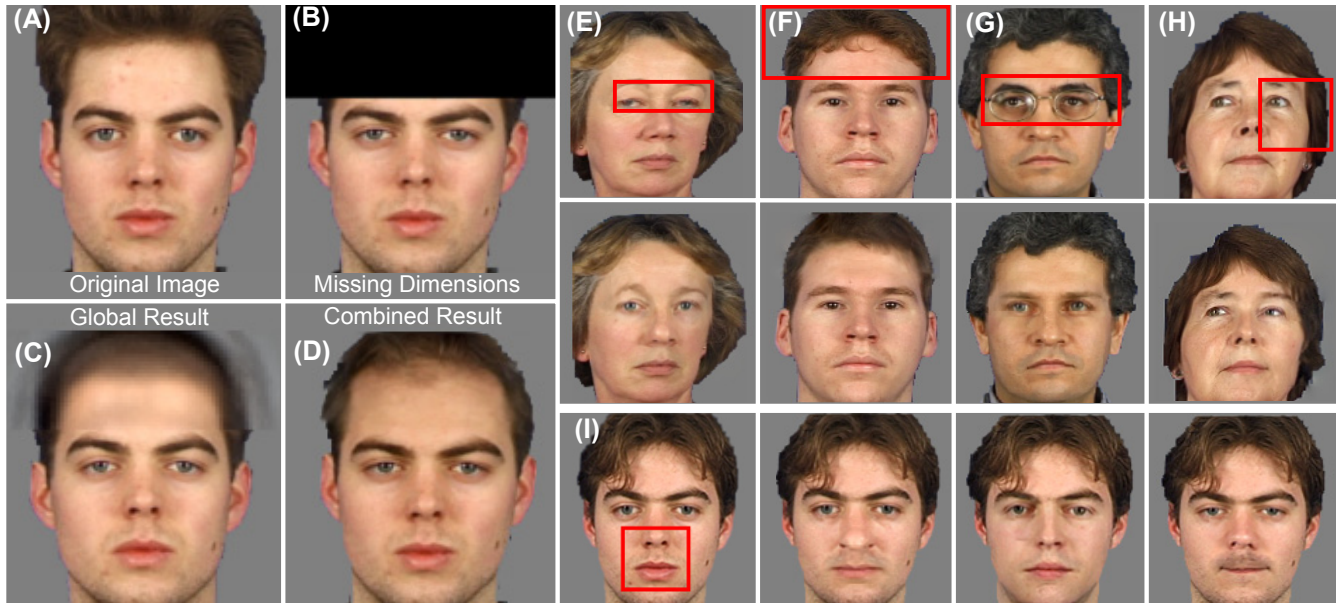 (A)
Original Image
(B)
Missing Dimensions
(C)
Global Result
(D)
Combined Result
(E)
(F)
(G)
(H)
(I)